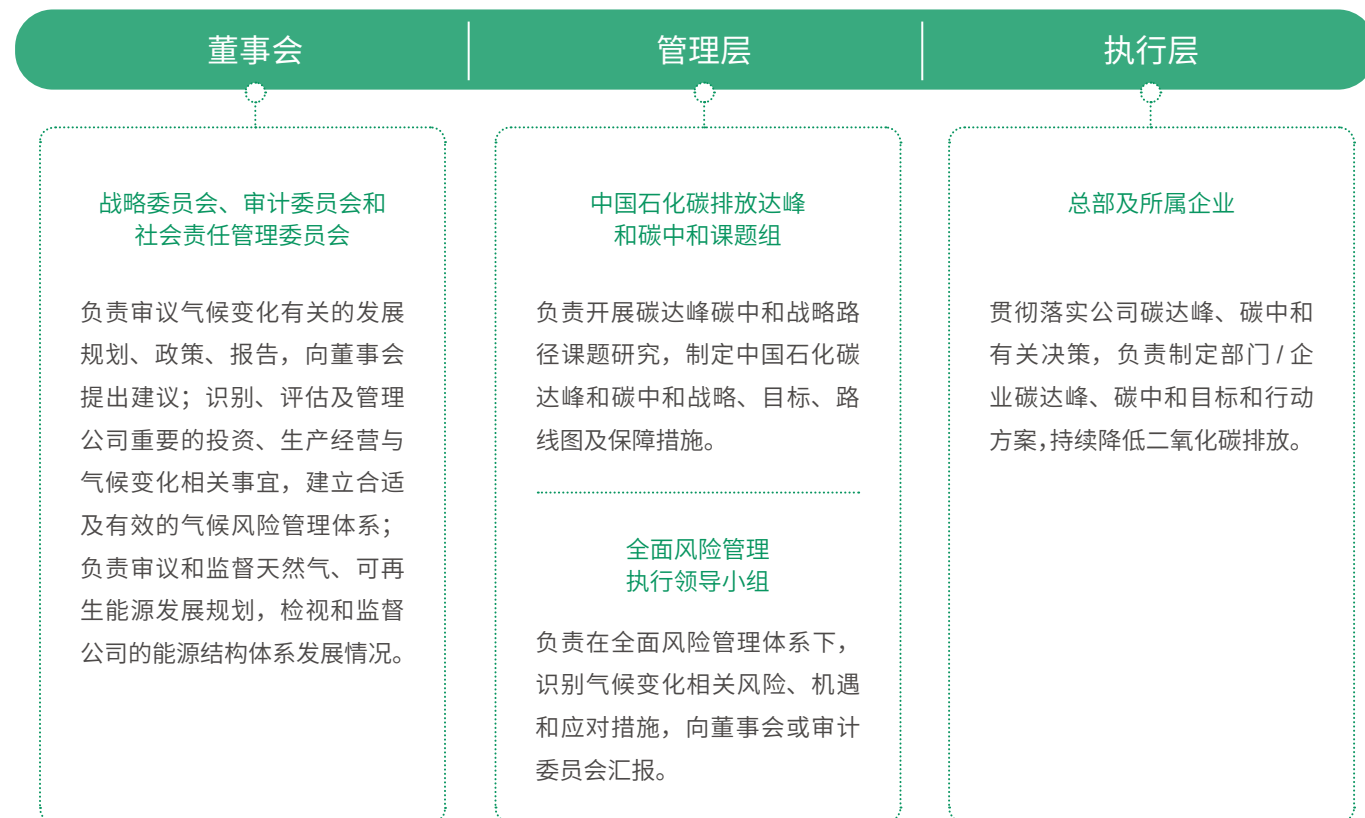 董事会
管理层
执行层
战略委员会、审计委员会和
社会责任管理委员会
负责审议气候变化有关的发展
规划、政策、报告，向董事会
提出建议；识别、评估及管理
公司重要的投资、生产经营与
气候变化相关事宜，建立合适
及有效的气候风险管理体系；
负责审议和监督天然气、可再
生能源发展规划，检视和监督
公司的能源结构体系发展情况。
中国石化碳排放达峰
和碳中和课题组
负责开展碳达峰碳中和战略路
径课题研究，制定中国石化碳
达峰和碳中和战略、目标、路
线图及保障措施。
全面风险管理
执行领导小组
负责在全面风险管理体系下，
识别气候变化相关风险、机遇
和应对措施，向董事会或审计
委员会汇报。
总部及所属企业
贯彻落实公司碳达峰、碳中和
有关决策，负责制定部门 / 企
业碳达峰、碳中和目标和行动
方案，持续降低二氧化碳排放。